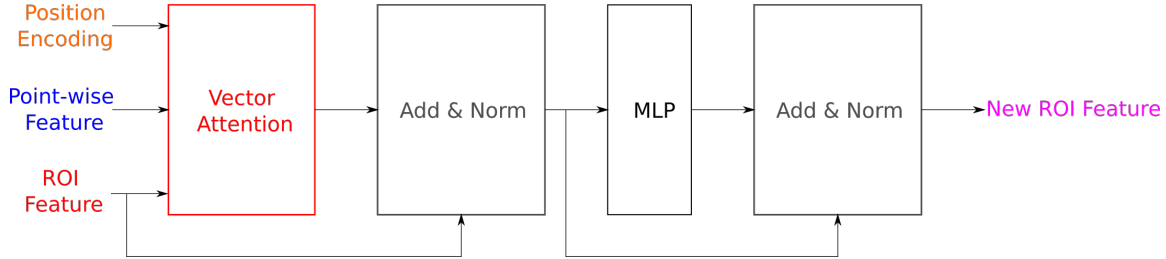 Position
Encoding
Point-wise
Feature
ROI
Feature
Vector
Attention
Add & Norm
MLP
Add & Norm
New ROI Feature